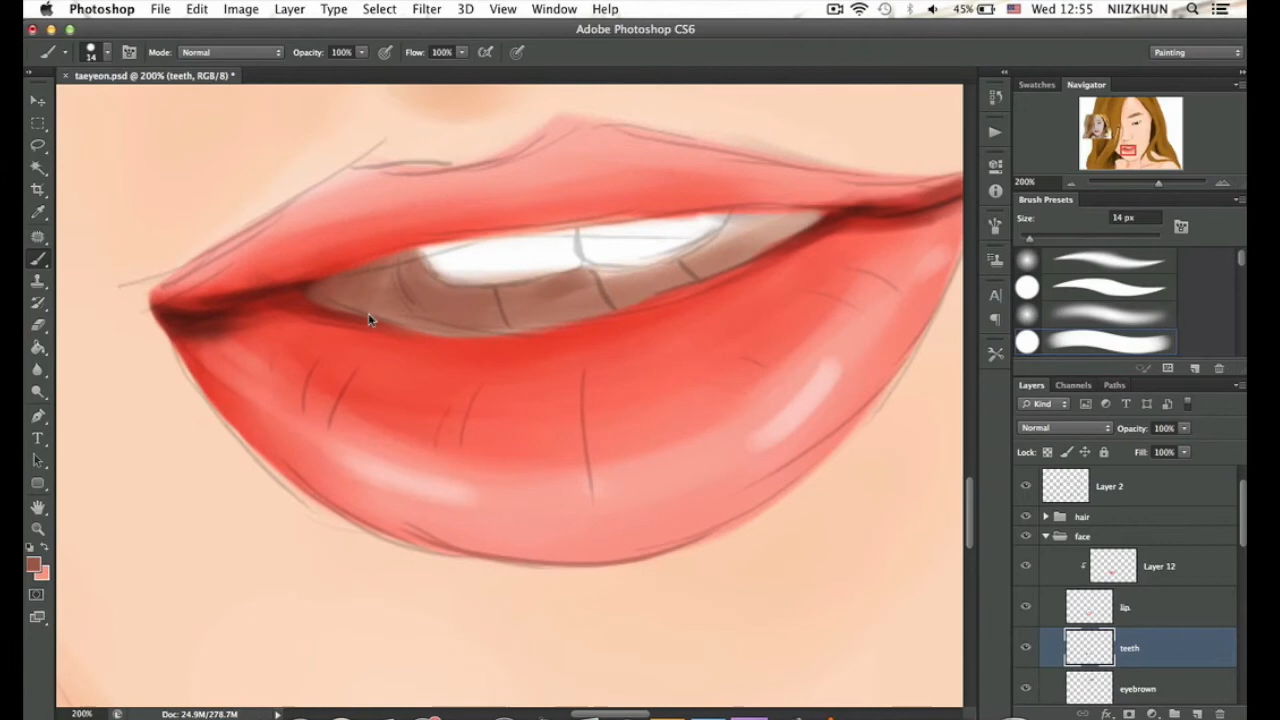 Photoshop File Edit Image Layer Type Select Filter 3D View Window Help 45% Wed 12:55 NIIZKHUN
Adobe Photoshop CS6
14 Mode: Normal Opacity: 100% Flow: 100% Painting
× taeyeon.psd @ 200% (teeth, RGB/8) *
Swatches Navigator
200%
Brush Presets
Size: 14 px
Layers Channels Paths
Kind
Normal Opacity: 100%
Lock: Fill: 100%
Layer 2
hair
face
Layer 12
lip
teeth
eyebrown
200% Doc: 24.9M/278.7M